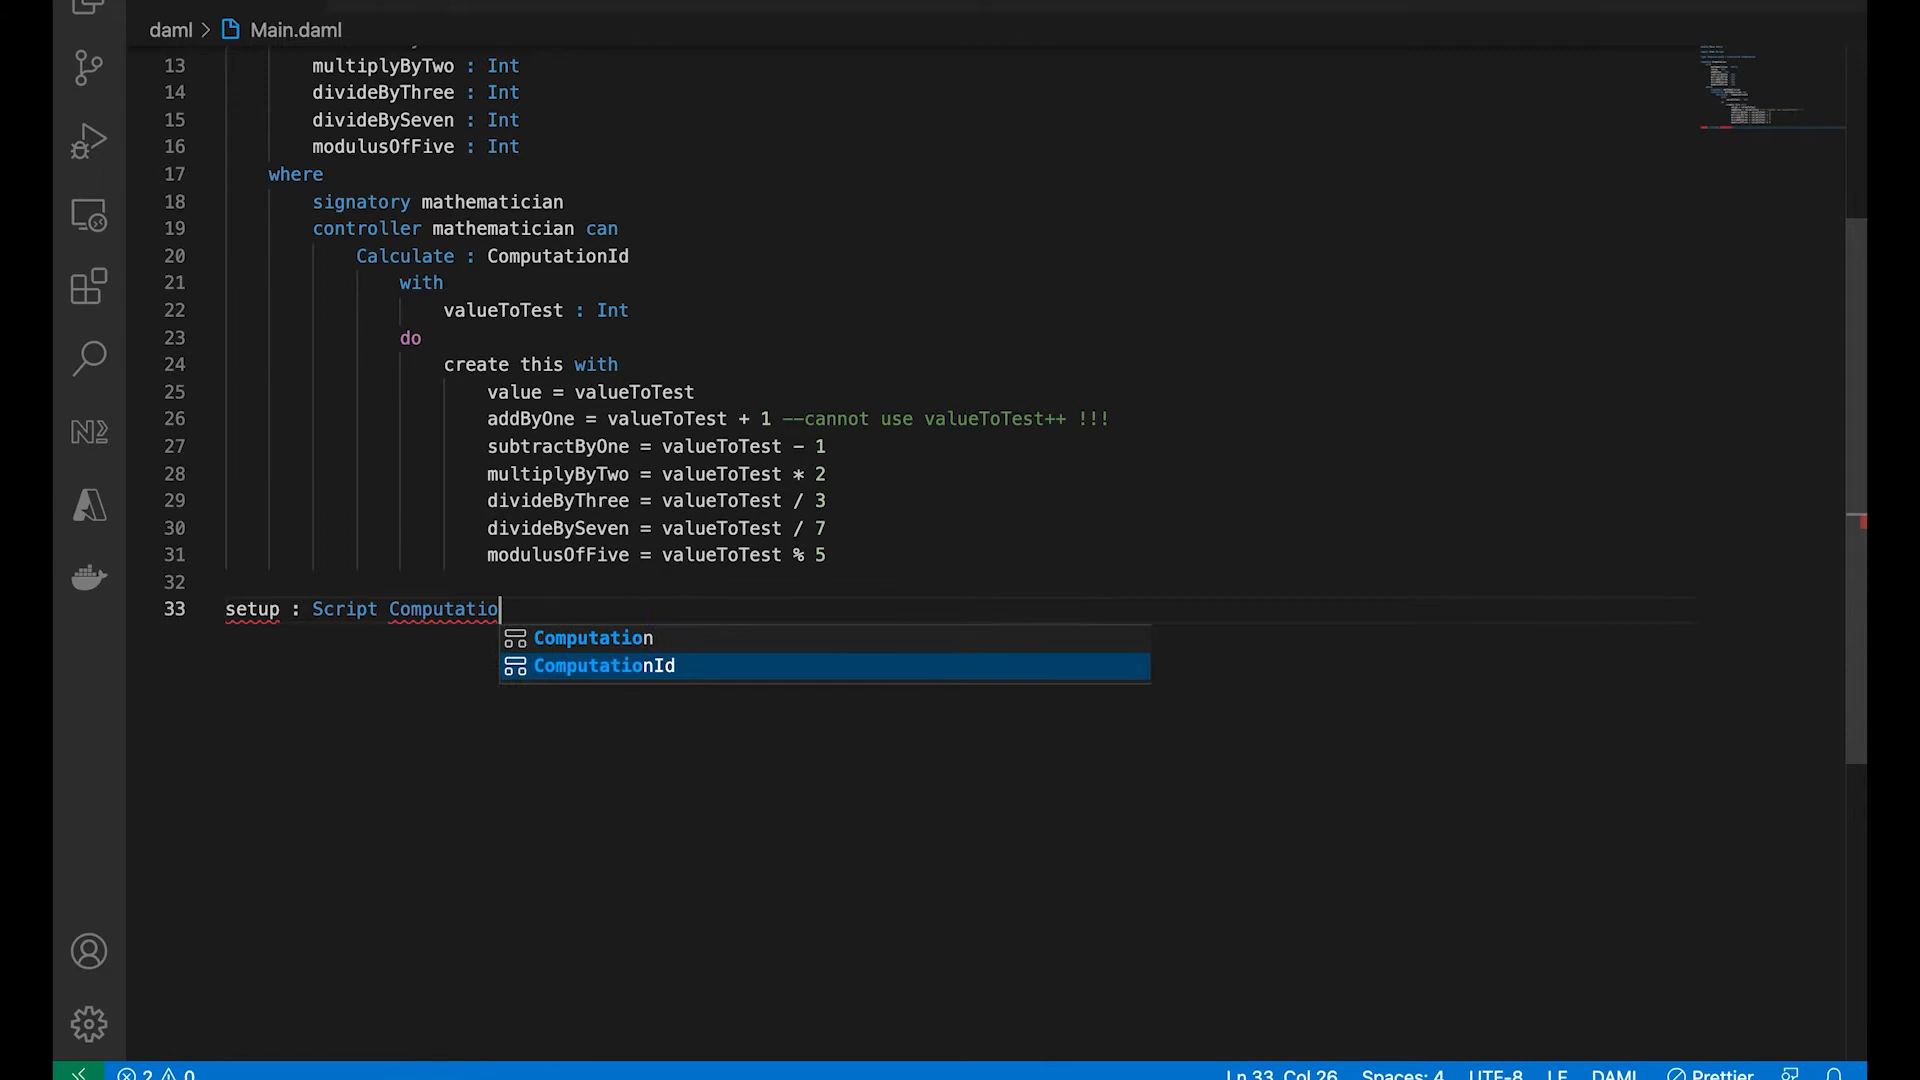 daml > Main.daml
13 multiplyByTwo : Int
14 divideByThree : Int
15 divideBySeven : Int
16 modulusOfFive : Int
17 where
18 signatory mathematician
19 controller mathematician can
20 Calculate : ComputationId
21 with
22 valueToTest : Int
23 do
24 create this with
25 value = valueToTest
26 addByOne = valueToTest + 1 --cannot use valueToTest++ !!!
27 subtractByOne = valueToTest - 1
28 multiplyByTwo = valueToTest * 2
29 divideByThree = valueToTest / 3
30 divideBySeven = valueToTest / 7
31 modulusOfFive = valueToTest % 5
32
33 setup : Script Computatio
Computation
ComputationId
2 0 Ln 33, Col 26 Spaces: 4 UTF-8 LF DAML Prettier